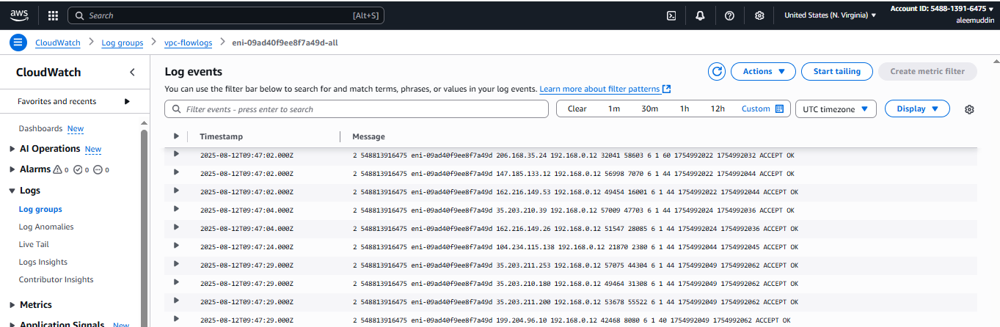 aws Search [Alt+S] United States (N. Virginia) Account ID: 5488-1391-6475
aleemuddin
CloudWatch Log groups vpc-flowlogs eni-09ad40f9ee8f7a49d-all
CloudWatch
Favorites and recents
Dashboards New
AI Operations New
Alarms 0 0 0
Logs
Log groups
Log Anomalies
Live Tail
Logs Insights
Contributor Insights
Metrics
Application Signals New
Log events
Actions Start tailing Create metric filter
You can use the filter bar below to search for and match terms, phrases, or values in your log events. Learn more about filter patterns
Filter events - press enter to search Clear 1m 30m 1h 12h Custom UTC timezone Display
Timestamp Message
2025-08-12T09:47:02.000Z 2 548813916475 eni-09ad40f9ee8f7a49d 206.168.35.24 192.168.0.12 32041 58603 6 1 60 1754992022 1754992032 ACCEPT OK
2025-08-12T09:47:02.000Z 2 548813916475 eni-09ad40f9ee8f7a49d 147.185.133.12 192.168.0.12 56998 7070 6 1 44 1754992022 1754992044 ACCEPT OK
2025-08-12T09:47:02.000Z 2 548813916475 eni-09ad40f9ee8f7a49d 162.216.149.53 192.168.0.12 49454 16001 6 1 44 1754992022 1754992044 ACCEPT OK
2025-08-12T09:47:04.000Z 2 548813916475 eni-09ad40f9ee8f7a49d 35.203.210.39 192.168.0.12 57009 47703 6 1 44 1754992024 1754992036 ACCEPT OK
2025-08-12T09:47:04.000Z 2 548813916475 eni-09ad40f9ee8f7a49d 162.216.149.26 192.168.0.12 51547 28085 6 1 44 1754992024 1754992036 ACCEPT OK
2025-08-12T09:47:24.000Z 2 548813916475 eni-09ad40f9ee8f7a49d 104.234.115.138 192.168.0.12 21870 2380 6 1 44 1754992044 1754992045 ACCEPT OK
2025-08-12T09:47:29.000Z 2 548813916475 eni-09ad40f9ee8f7a49d 35.203.211.253 192.168.0.12 57075 44304 6 1 44 1754992049 1754992062 ACCEPT OK
2025-08-12T09:47:29.000Z 2 548813916475 eni-09ad40f9ee8f7a49d 35.203.210.180 192.168.0.12 49464 31308 6 1 44 1754992049 1754992062 ACCEPT OK
2025-08-12T09:47:29.000Z 2 548813916475 eni-09ad40f9ee8f7a49d 35.203.211.200 192.168.0.12 53678 55522 6 1 44 1754992049 1754992062 ACCEPT OK
2025-08-12T09:47:29.000Z 2 548813916475 eni-09ad40f9ee8f7a49d 199.204.96.10 192.168.0.12 42468 8080 6 1 40 1754992049 1754992062 ACCEPT OK